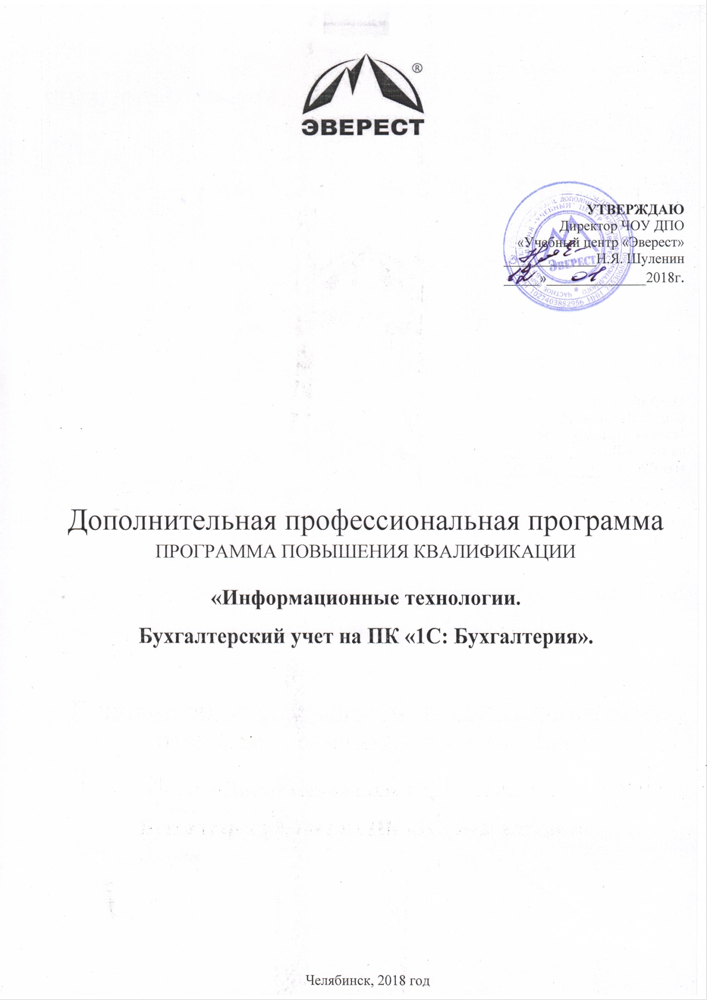 ®
ЭВЕРЕСТ
УТВЕРЖДАЮ
Директор ЧОУ ДПО
«Учебный центр «Эверест»
Н.Я. Шуленин
12 » 01 2018г.
ЭВЕРЕСТ
1027403882956 ИНН
Дополнительная профессиональная программа
ПРОГРАММА ПОВЫШЕНИЯ КВАЛИФИКАЦИИ
«Информационные технологии.
Бухгалтерский учет на ПК «1С: Бухгалтерия».
Челябинск, 2018 год